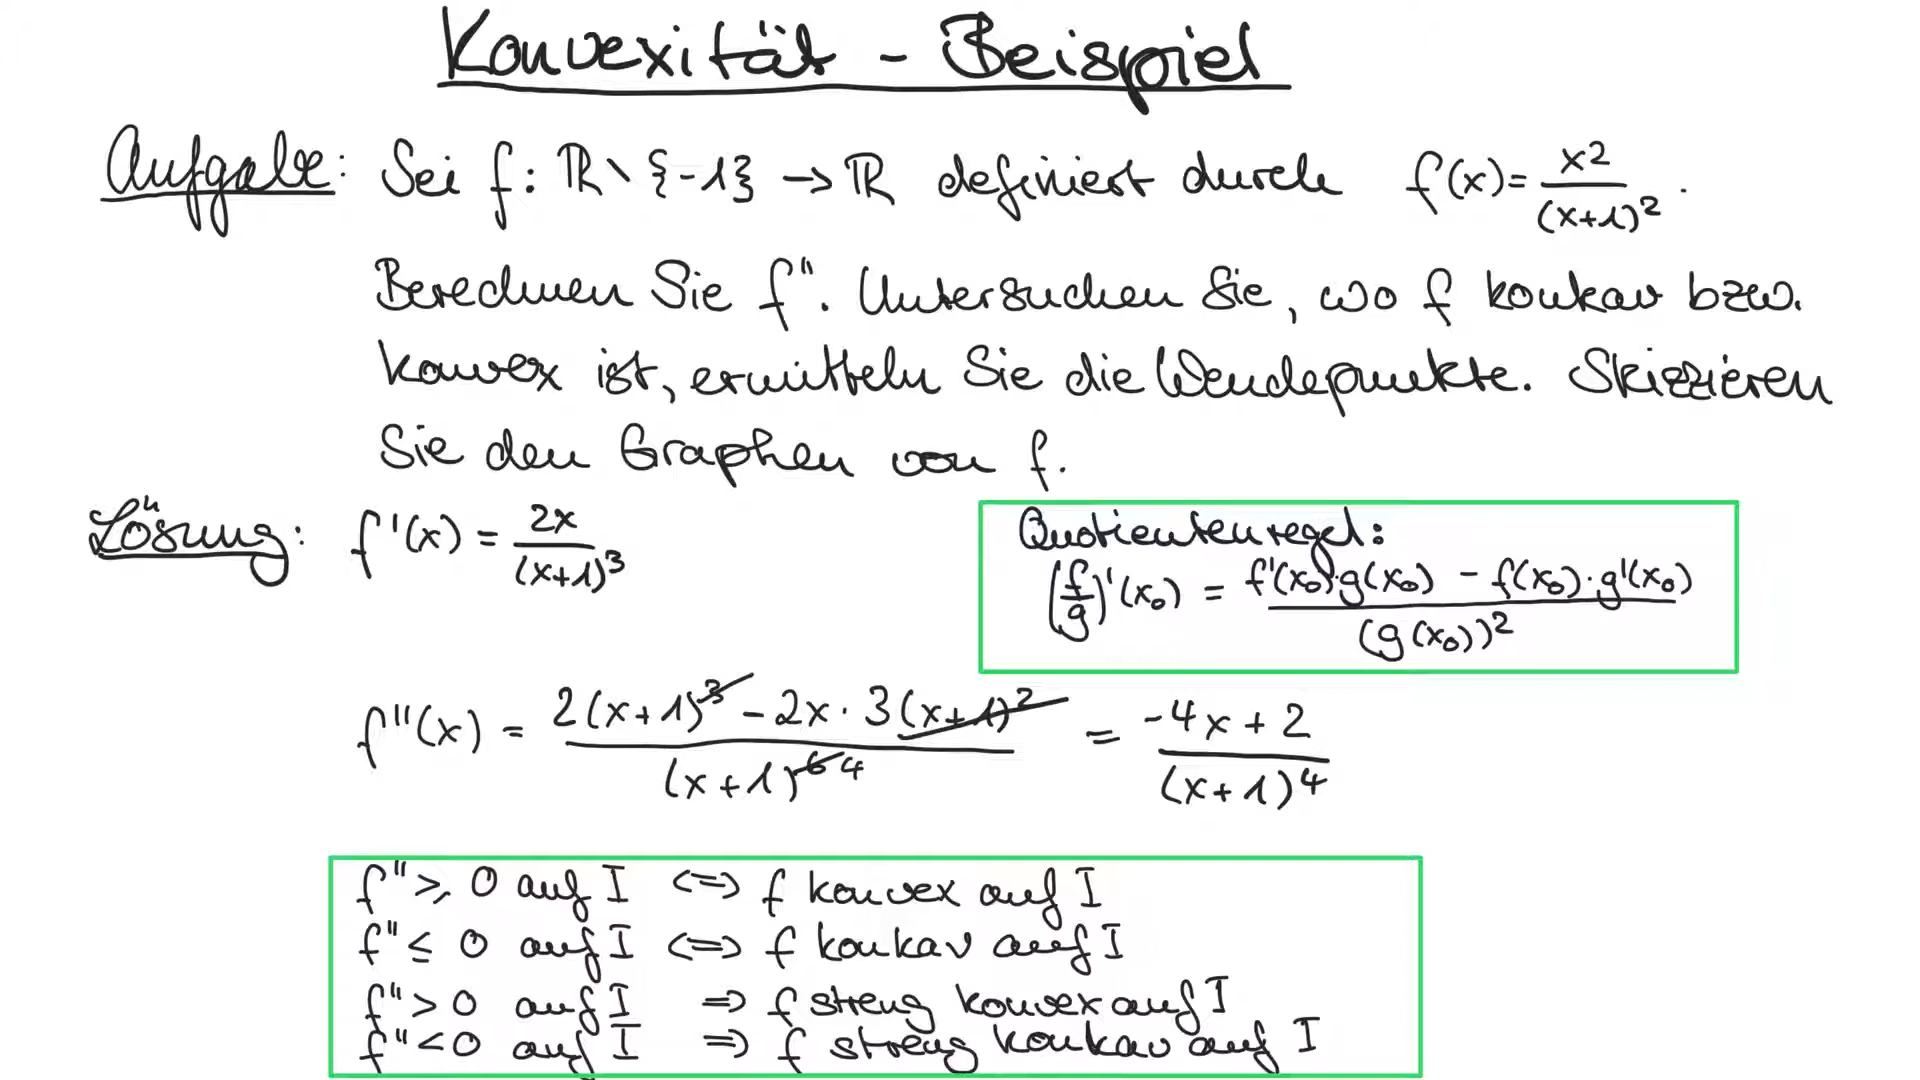 Konvexität - Beispiel
Aufgabe: Sei f: ℝ \ {-1} → ℝ definiert durch f(x) = x²/(x+1)².
Berechnen Sie f". Untersuchen Sie, wo f konkav bzw.
konvex ist, ermitteln Sie die Wendepunkte. Skizzieren
Sie den Graphen von f.
Lösung: f'(x) = 2x/(x+1)³
Quotientenregel:
(f/g)'(x₀) = (f'(x₀)·g(x₀) - f(x₀)·g'(x₀))/(g(x₀))²
f"(x) = (2(x+1)³ - 2x · 3(x+1)²)/(x+1)⁶ ⁴ = (-4x + 2)/(x+1)⁴
f" ≥ 0 auf I <=> f konvex auf I
f" ≤ 0 auf I <=> f konkav auf I
f" > 0 auf I => f streng konvex auf I
f" < 0 auf I => f streng konkav auf I